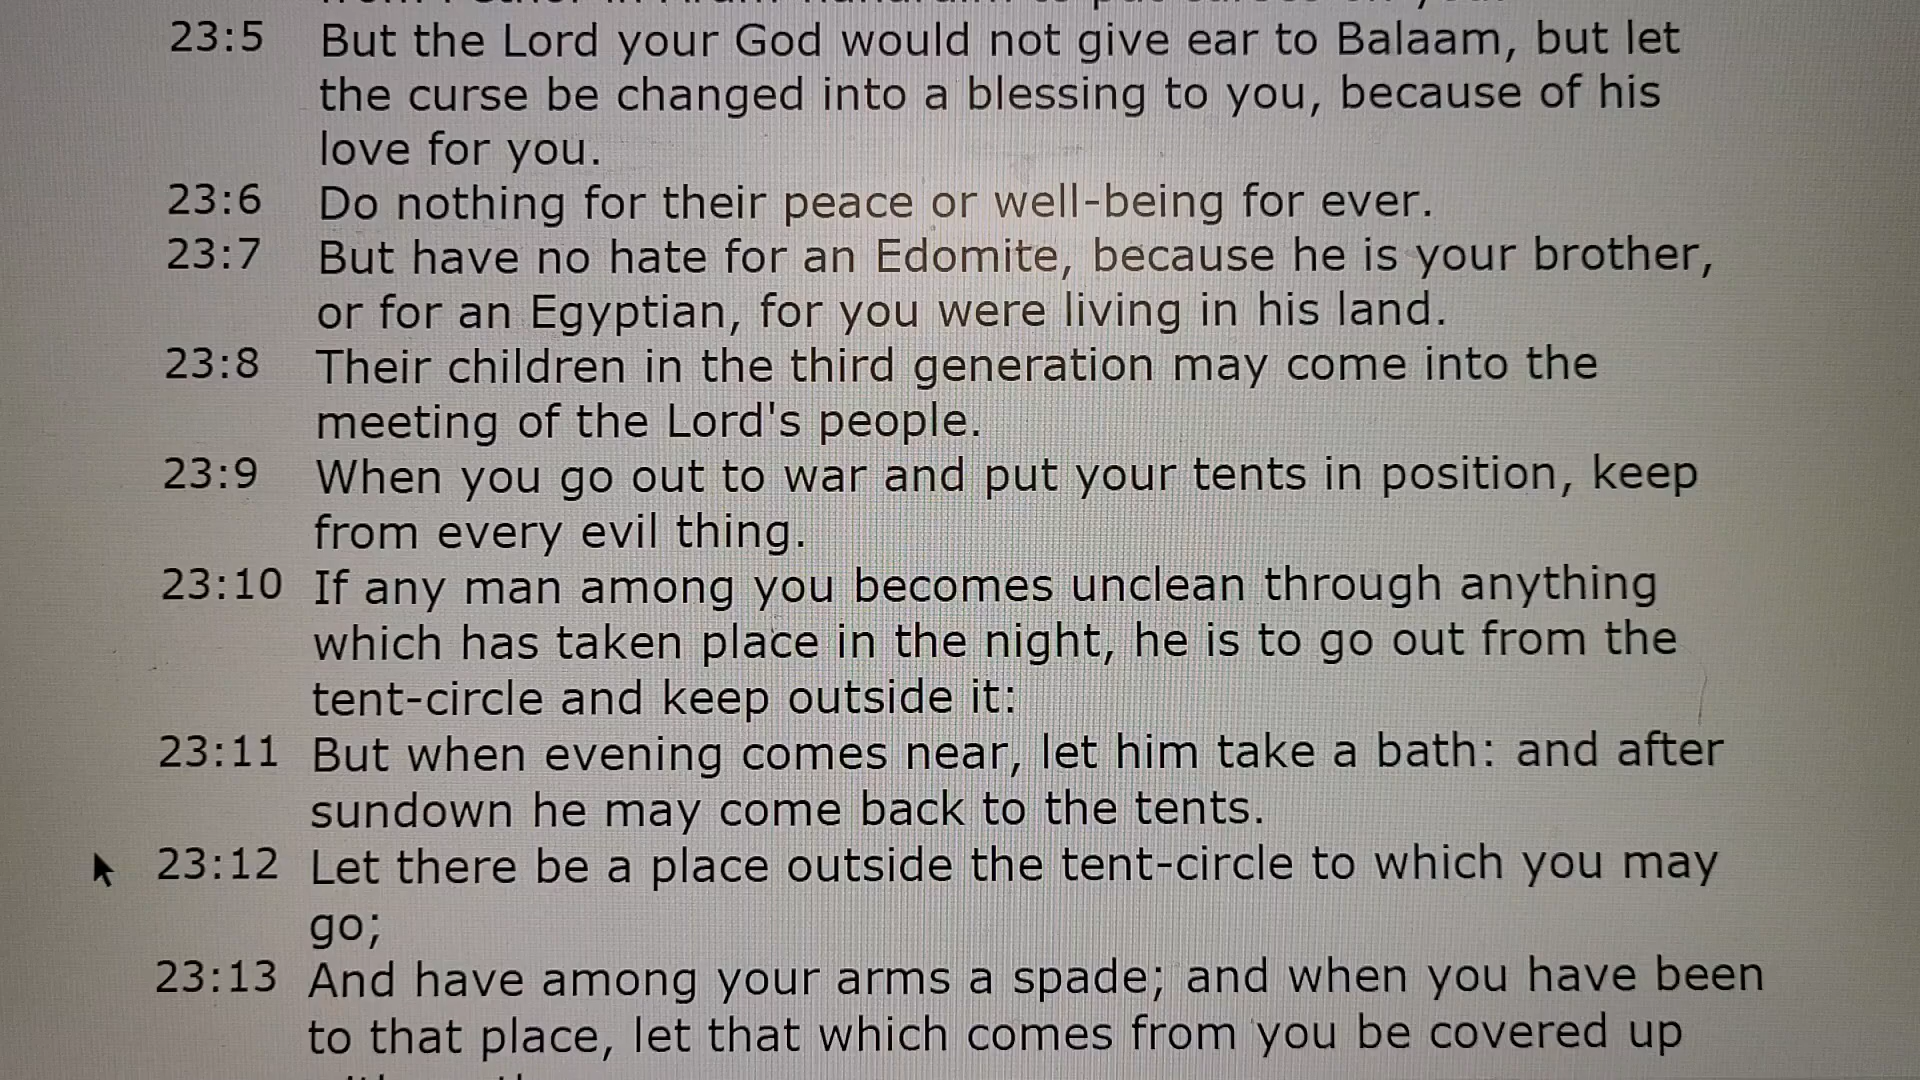 23:5 But the Lord your God would not give ear to Balaam, but let
the curse be changed into a blessing to you, because of his
love for you.
23:6 Do nothing for their peace or well-being for ever.
23:7 But have no hate for an Edomite, because he is your brother,
or for an Egyptian, for you were living in his land.
23:8 Their children in the third generation may come into the
meeting of the Lord's people.
23:9 When you go out to war and put your tents in position, keep
from every evil thing.
23:10 If any man among you becomes unclean through anything
which has taken place in the night, he is to go out from the
tent-circle and keep outside it:
23:11 But when evening comes near, let him take a bath: and after
sundown he may come back to the tents.
23:12 Let there be a place outside the tent-circle to which you may
go;
23:13 And have among your arms a spade; and when you have been
to that place, let that which comes from you be covered up